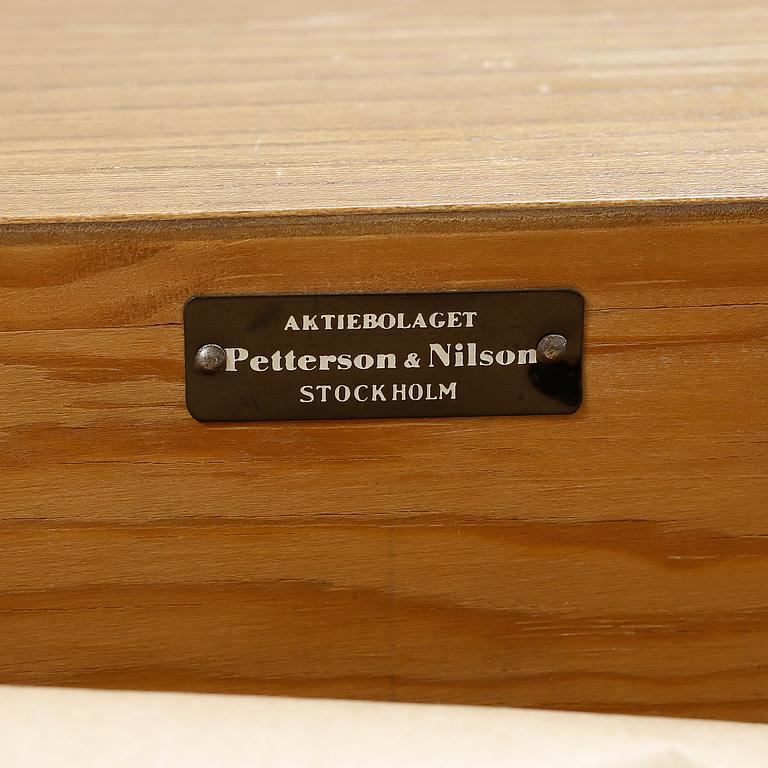 AKTIEBOLAGET
Petterson & Nilson
STOCKHOLM